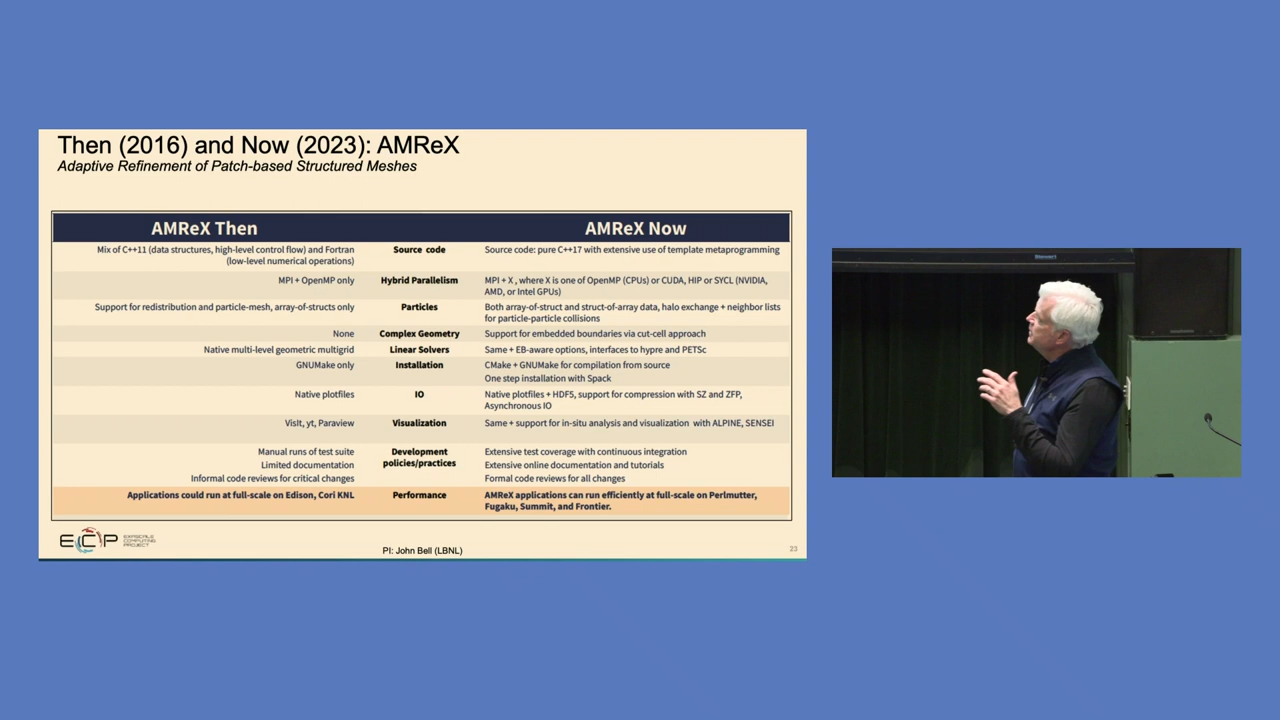 Then (2016) and Now (2023): AMReX
Adaptive Refinement of Patch-based Structured Meshes
AMReX Then
AMReX Now
Mix of C++11 (data structures, high-level control flow) and Fortran
(low-level numerical operations)
Source code
Source code: pure C++17 with extensive use of template metaprogramming
MPI + OpenMP only
Hybrid Parallelism
MPI + X , where X is one of OpenMP (CPUs) or CUDA, HIP or SYCL (NVIDIA,
AMD, or Intel GPUs)
Support for redistribution and particle-mesh, array-of-structs only
Particles
Both array-of-struct and struct-of-array data, halo exchange + neighbor lists
for particle-particle collisions
None
Complex Geometry
Support for embedded boundaries via cut-cell approach
Native multi-level geometric multigrid
Linear Solvers
Same + EB-aware options, interfaces to hypre and PETSc
GNUMake only
Installation
CMake + GNUMake for compilation from source
One step installation with Spack
Native plotfiles
IO
Native plotfiles + HDF5, support for compression with SZ and ZFP,
Asynchronous IO
VisIt, yt, Paraview
Visualization
Same + support for in-situ analysis and visualization with ALPINE, SENSEI
Manual runs of test suite
Limited documentation
Informal code reviews for critical changes
Development
policies/practices
Extensive test coverage with continuous integration
Extensive online documentation and tutorials
Formal code reviews for all changes
Applications could run at full-scale on Edison, Cori KNL
Performance
AMReX applications can run efficiently at full-scale on Perlmutter,
Fugaku, Summit, and Frontier.
ECP
EXASCALE
COMPUTING
PROJECT
PI: John Bell (LBNL)
23
Stewart